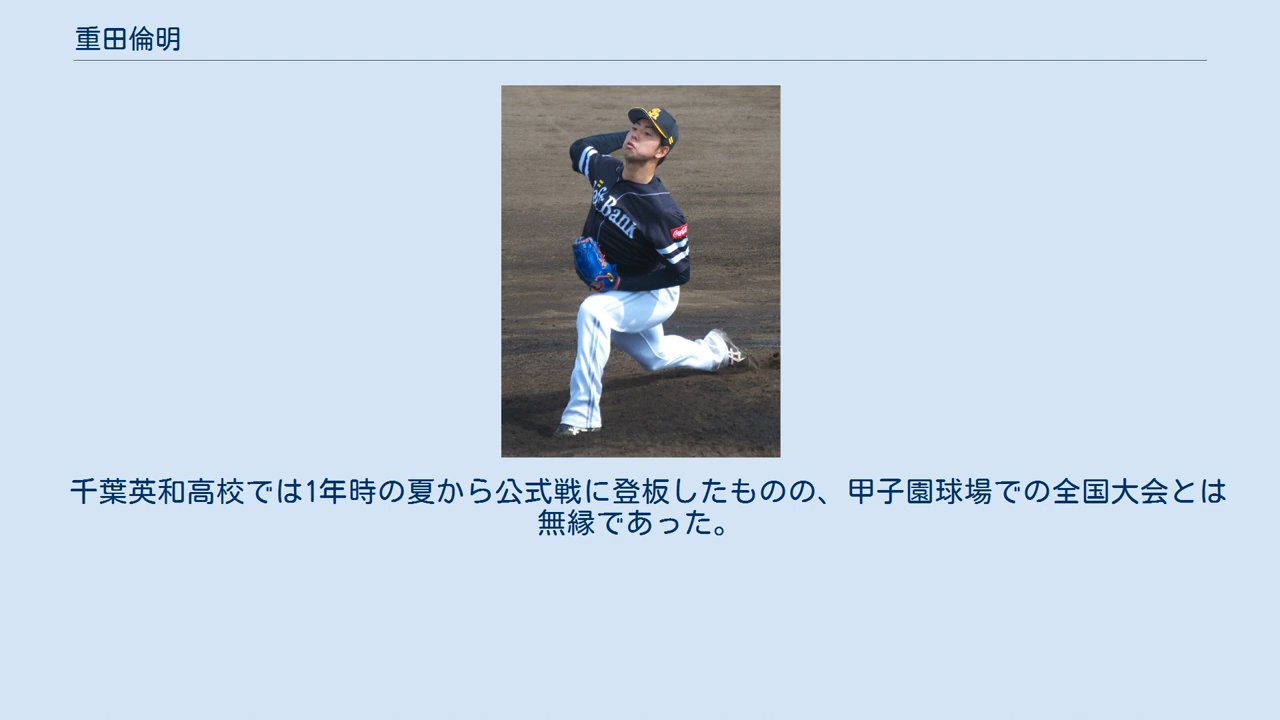 重田倫明
SoftBank
千葉英和高校では1年時の夏から公式戦に登板したものの、甲子園球場での全国大会とは
無縁であった。